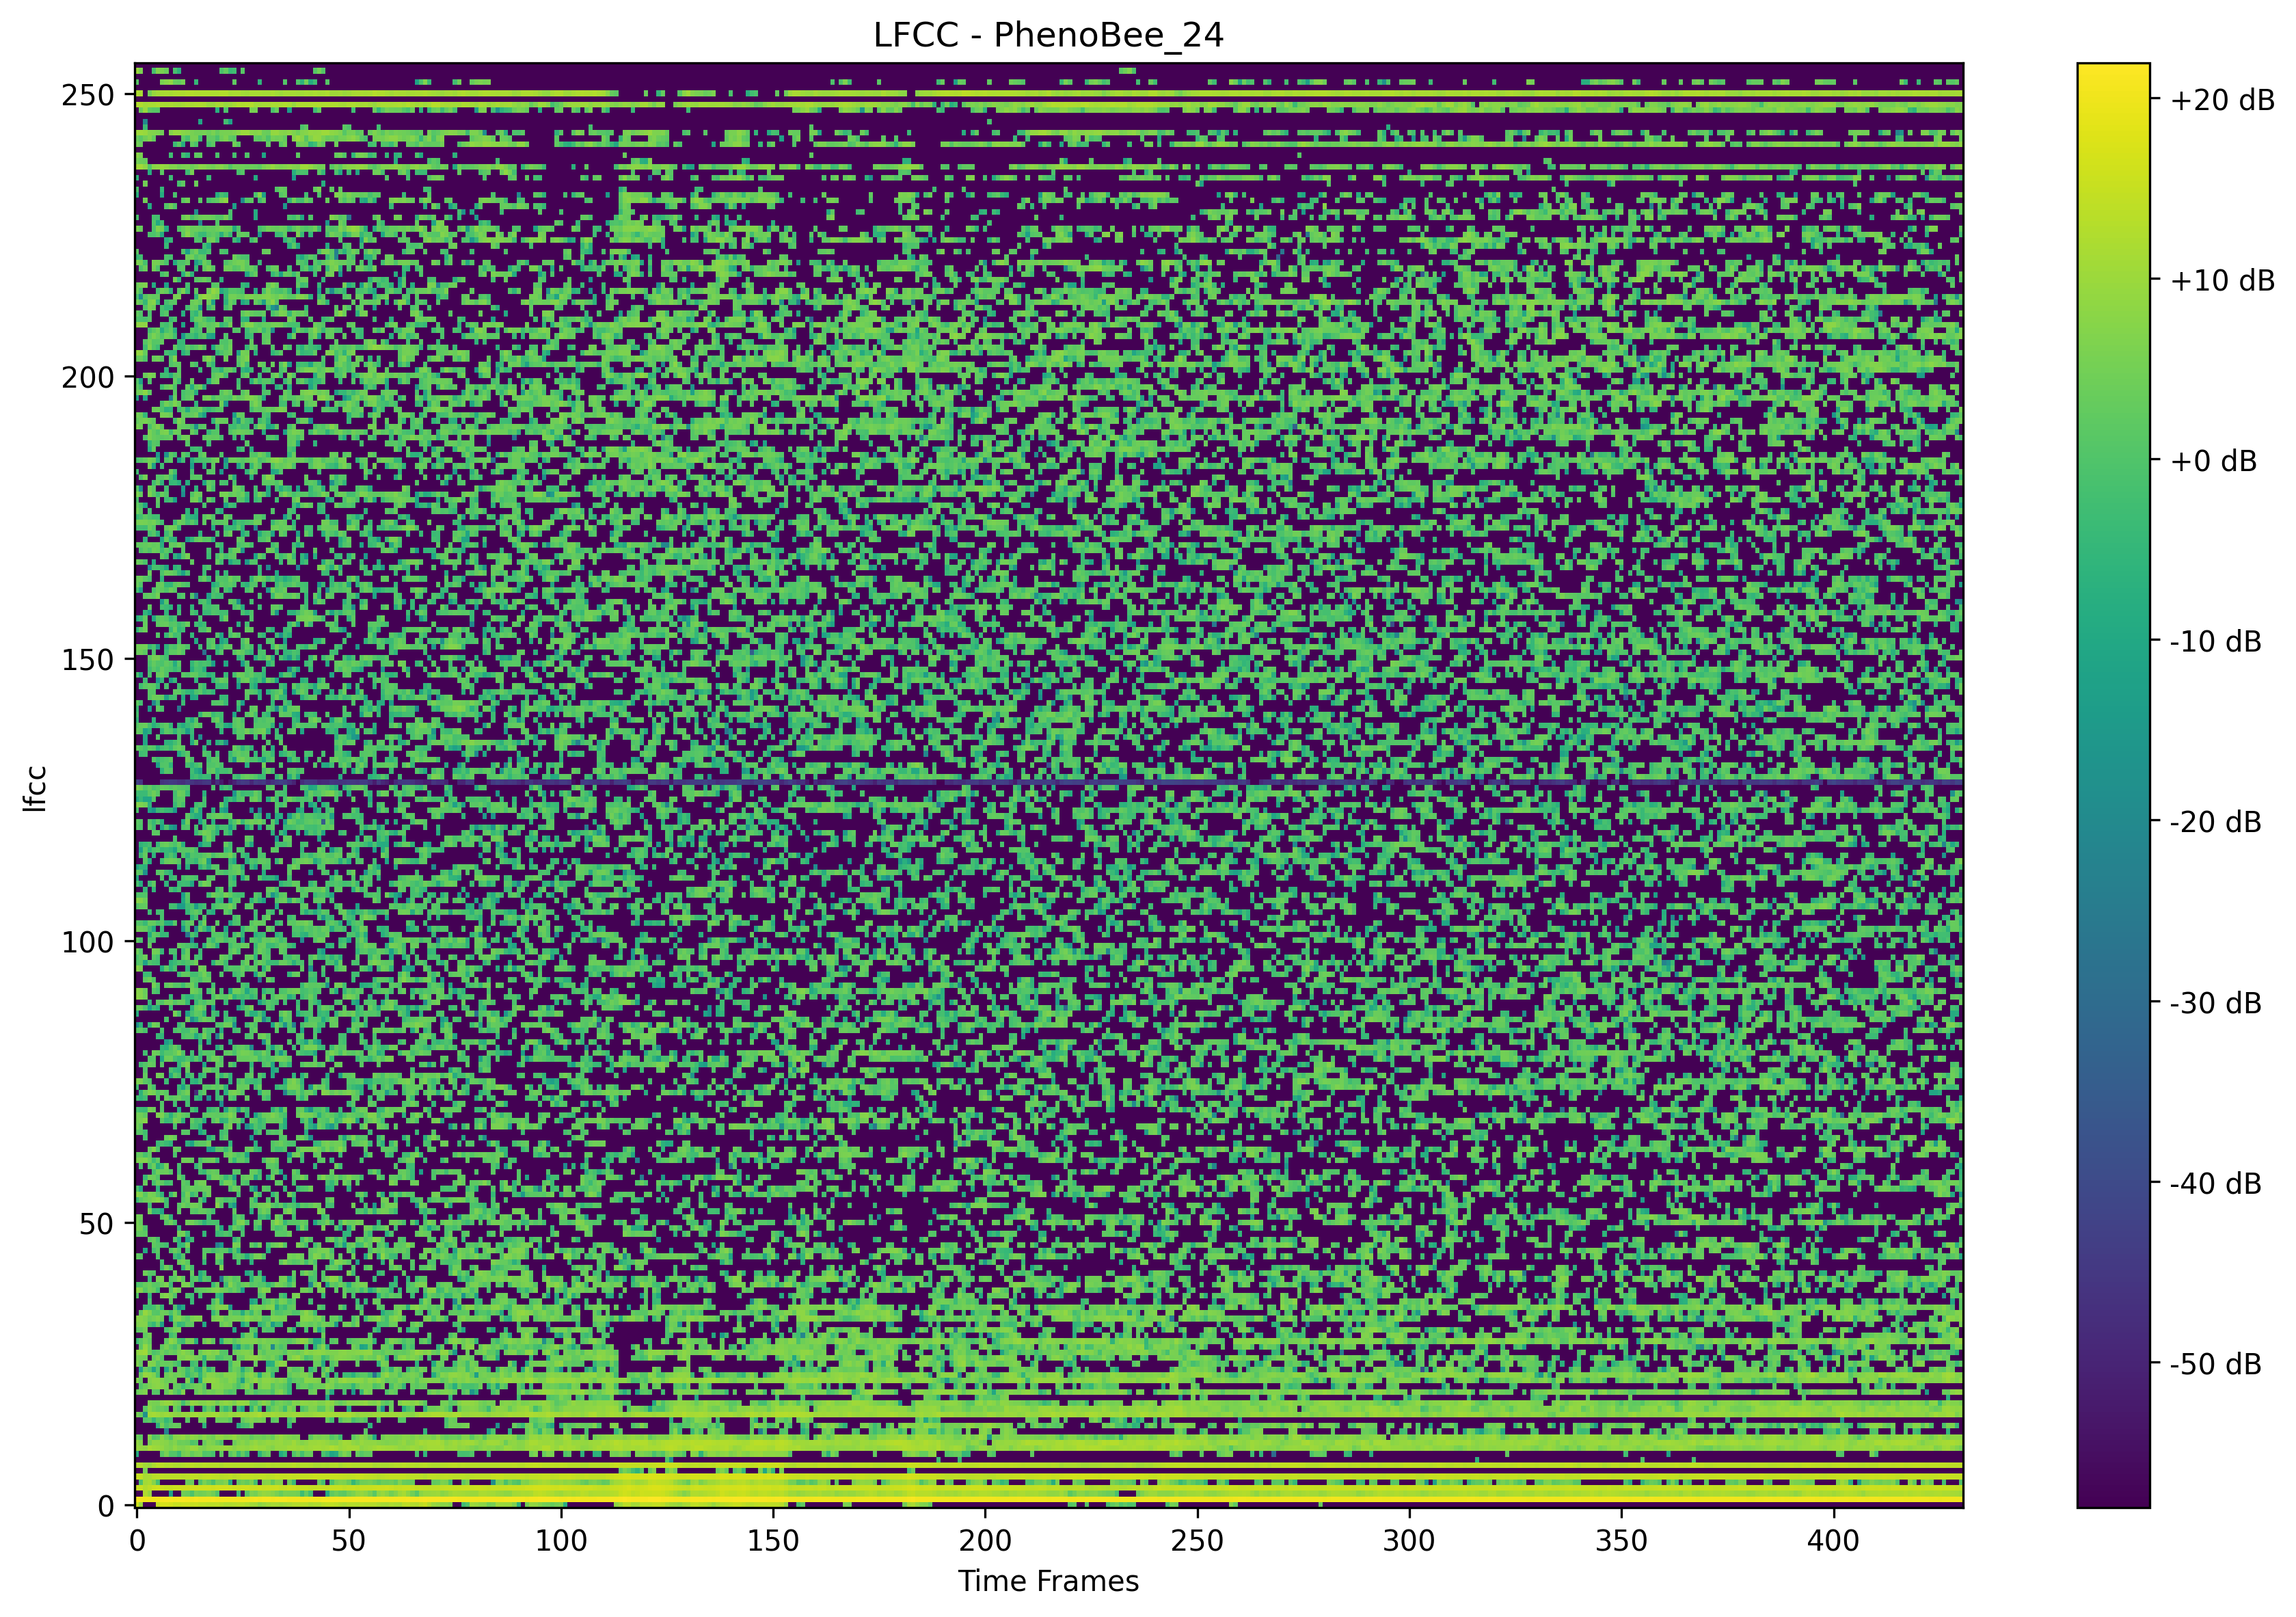 LFCC - PhenoBee_24
250
200
150
100
50
0
lfcc
0 50 100 150 200 250 300 350 400
Time Frames
+20 dB
+10 dB
+0 dB
-10 dB
-20 dB
-30 dB
-40 dB
-50 dB